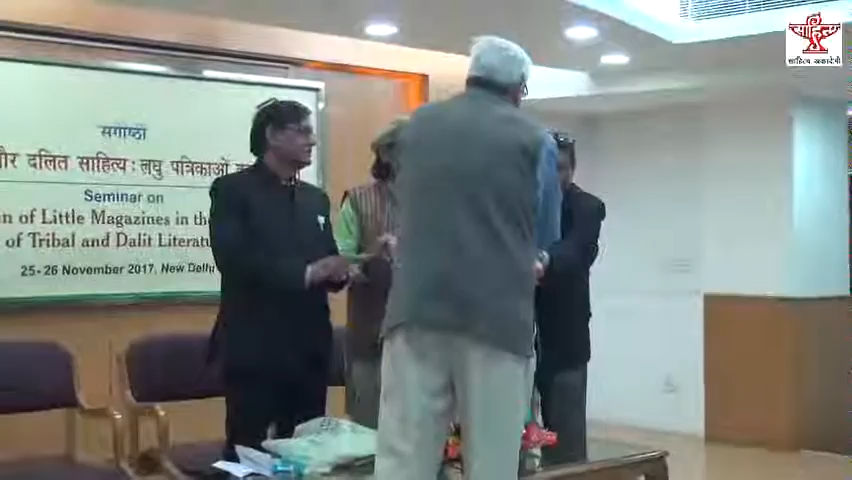 साहित्य अकादेमी
संगोष्ठी
और दलित साहित्य : लघु पत्रिकाओं
Seminar on
n of Little Magazines in the
of Tribal and Dalit Literatu
25-26 November 2017, New Delhi